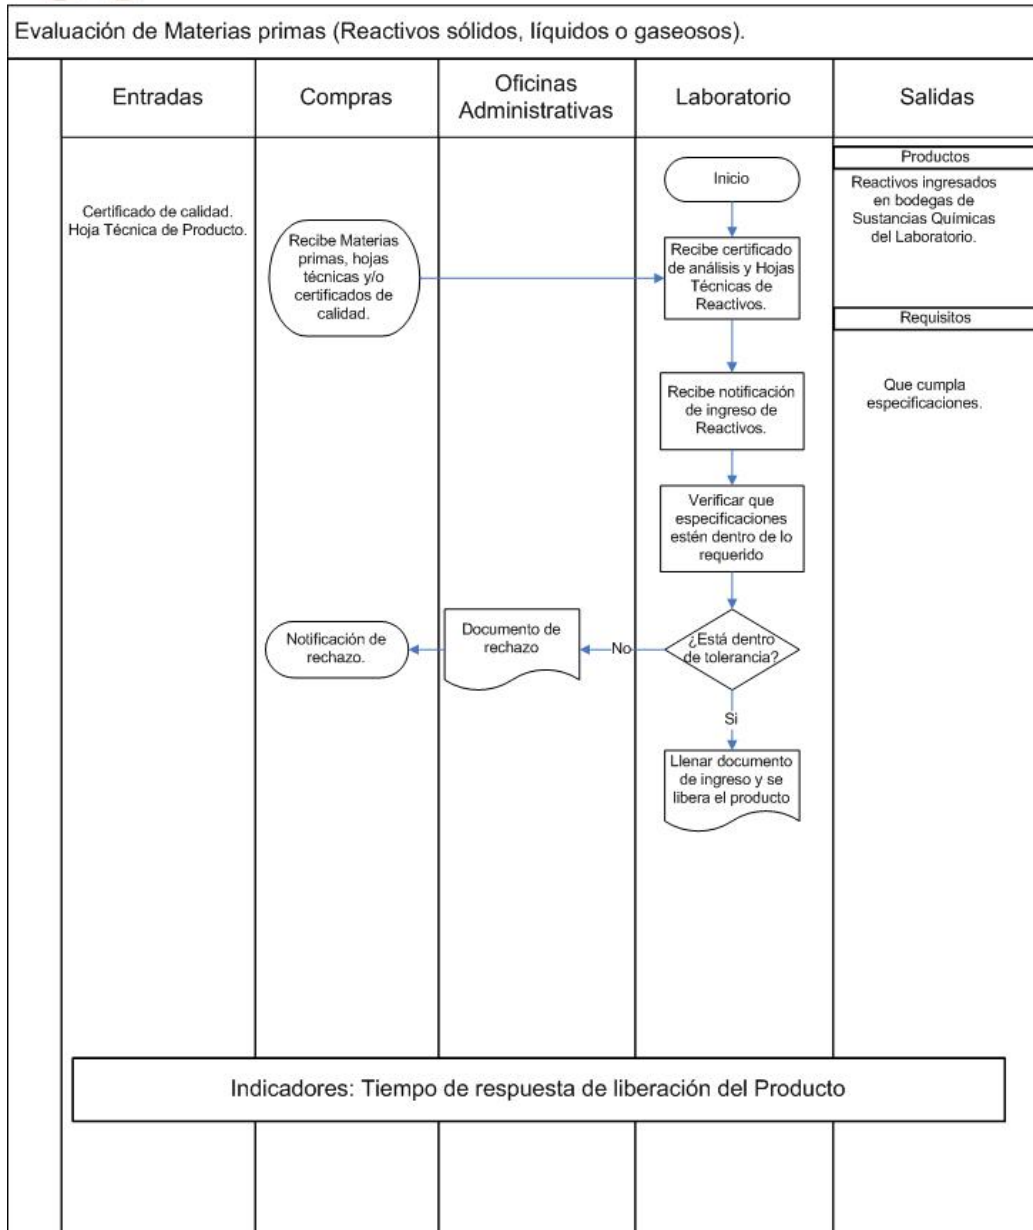 Evaluación de Materias primas (Reactivos sólidos, líquidos o gaseosos).
Entradas
Compras
Oficinas
Administrativas
Laboratorio
Salidas
Certificado de calidad.
Hoja Técnica de Producto.
Recibe Materias
primas, hojas
técnicas y/o
certificados de
calidad.
Inicio
Recibe certificado
de análisis y Hojas
Técnicas de
Reactivos.
Recibe notificación
de ingreso de
Reactivos.
Verificar que
especificaciones
estén dentro de lo
requerido
¿Está dentro
de tolerancia?
No
Documento de
rechazo
Notificación de
rechazo.
Si
Llenar documento
de ingreso y se
libera el producto
Productos
Reactivos ingresados
en bodegas de
Sustancias Químicas
del Laboratorio.
Requisitos
Que cumpla
especificaciones.
Indicadores: Tiempo de respuesta de liberación del Producto